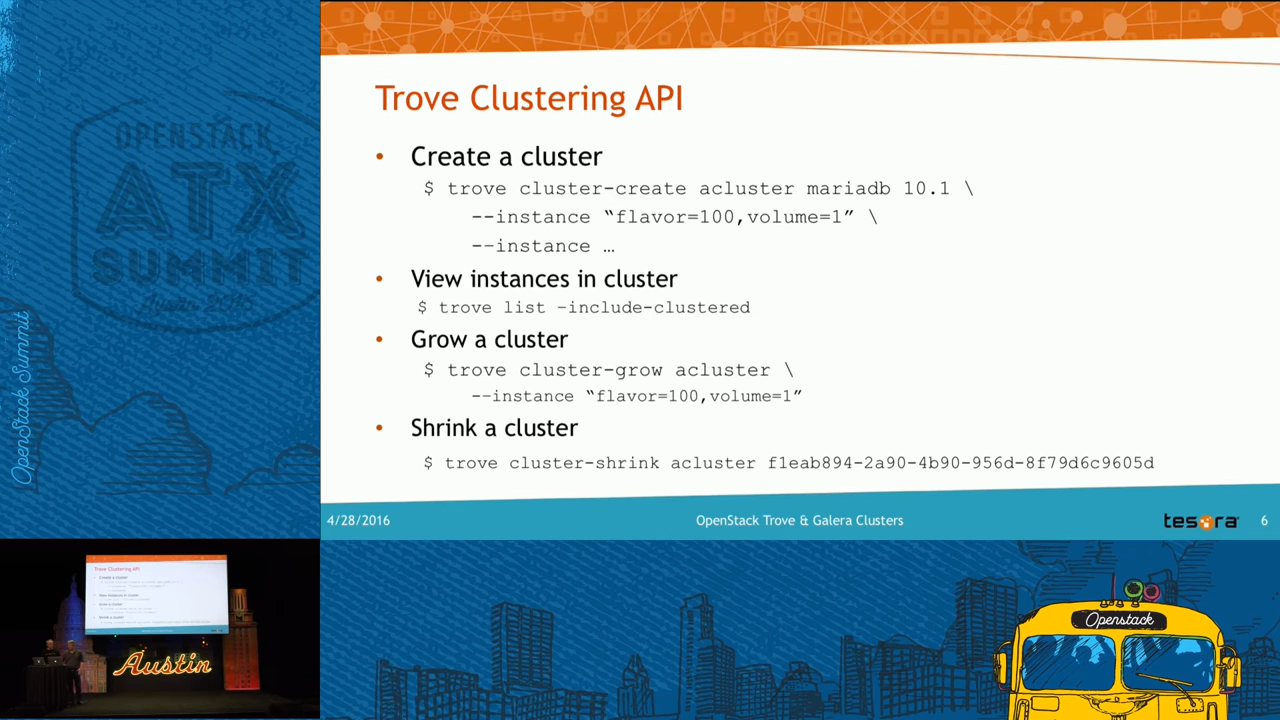 OPENSTACK
ATX
SUMMIT
Austin 2016
OpenStack Summit
Trove Clustering API
• Create a cluster
$ trove cluster-create acluster mariadb 10.1 \
--instance “flavor=100,volume=1” \
--instance …
• View instances in cluster
$ trove list –include-clustered
• Grow a cluster
$ trove cluster-grow acluster \
--instance “flavor=100,volume=1”
• Shrink a cluster
$ trove cluster-shrink acluster f1eab894-2a90-4b90-956d-8f79d6c9605d
4/28/2016
OpenStack Trove & Galera Clusters
tesora
6
Trove Clustering API
Austin
Openstack